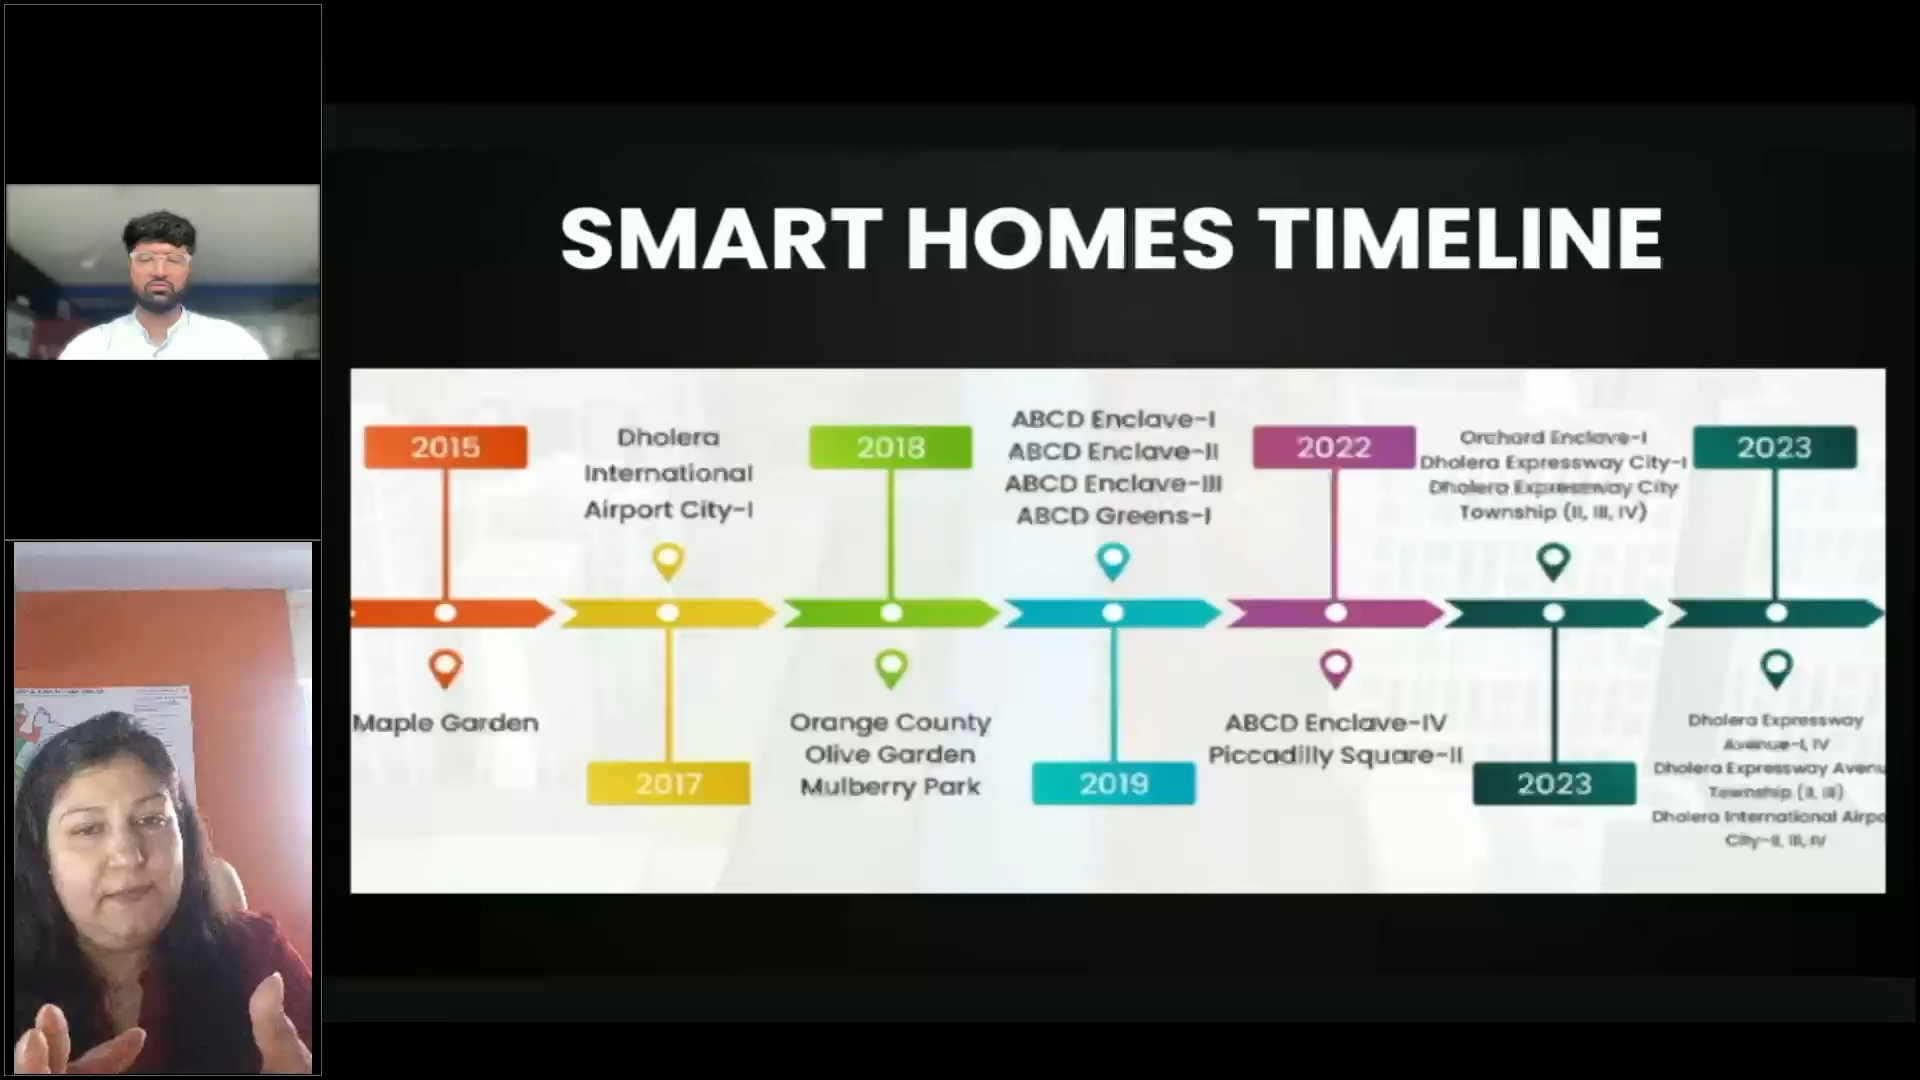 SMART HOMES TIMELINE
2015
Maple Garden
Dholera
International
Airport City-I
2017
2018
Orange County
Olive Garden
Mulberry Park
ABCD Enclave-I
ABCD Enclave-II
ABCD Enclave-III
ABCD Greens-I
2019
2022
ABCD Enclave-IV
Piccadilly Square-II
Orchard Enclave-I
Dholera Expressway City-I
Dholera Expressway City
Township (II, III, IV)
2023
2023
Dholera Expressway
Avenue-I, IV
Dholera Expressway Avenu
Township (II, III)
Dholera International Airpo
City-II, III, IV